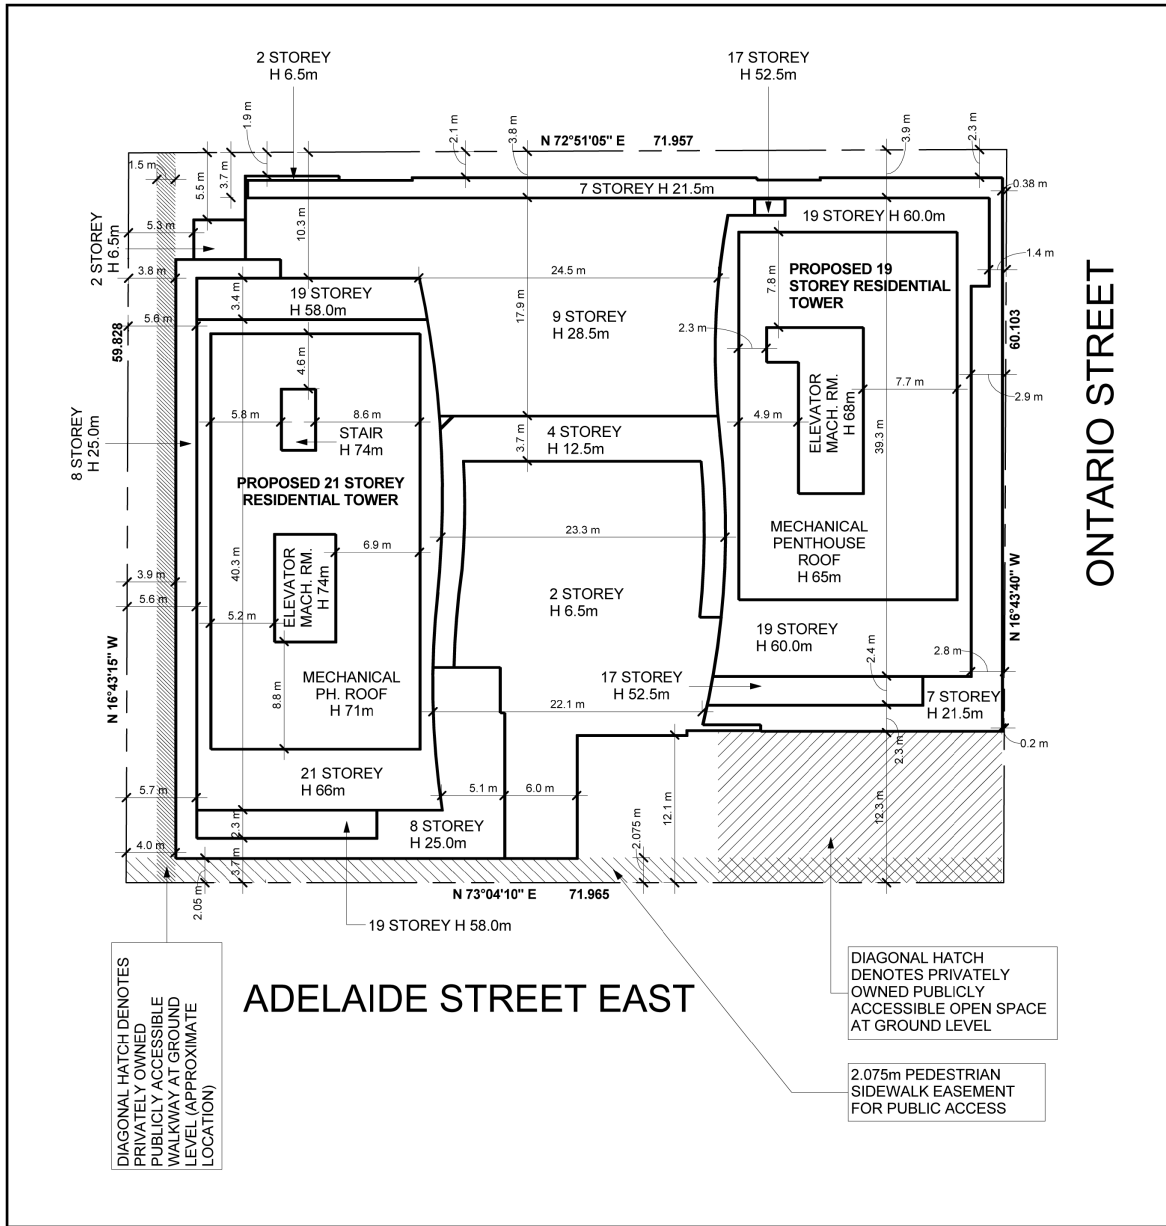 2 STOREY
H 6.5m
17 STOREY
H 52.5m
1.9 m
2.1 m
3.8 m
N 72°51'05" E 71.957
3.9 m
2.3 m
1.5 m
5.5 m
3.7 m
7 STOREY H 21.5m
0.38 m
19 STOREY H 60.0m
5.3 m
10.3 m
2 STOREY
H 6.5m
3.8 m
24.5 m
7.8 m
PROPOSED 19
STOREY RESIDENTIAL
TOWER
1.4 m
3.4 m
19 STOREY
H 58.0m
17.9 m
9 STOREY
H 28.5m
5.6 m
59.828
2.3 m
60.103
4.6 m
7.7 m
2.9 m
ONTARIO STREET
8 STOREY
H 25.0m
5.8 m
8.6 m
STAIR
H 74m
3.7 m
4 STOREY
H 12.5m
4.9 m
ELEVATOR
MACH. RM.
H 68m
39.3 m
PROPOSED 21 STOREY
RESIDENTIAL TOWER
23.3 m
MECHANICAL
PENTHOUSE
ROOF
H 65m
6.9 m
40.3 m
ELEVATOR
MACH. RM.
H 74m
3.9 m
5.6 m
5.2 m
2 STOREY
H 6.5m
N 16°43'40" W
19 STOREY
H 60.0m
2.4 m
2.8 m
N 16°43'15" W
8.8 m
MECHANICAL
PH. ROOF
H 71m
17 STOREY
H 52.5m
22.1 m
7 STOREY
H 21.5m
2.3 m
0.2 m
21 STOREY
H 66m
5.7 m
5.1 m
6.0 m
12.1 m
12.3 m
2.3 m
8 STOREY
H 25.0m
2.075 m
4.0 m
2.05 m
3.7 m
N 73°04'10" E 71.965
19 STOREY H 58.0m
ADELAIDE STREET EAST
DIAGONAL HATCH DENOTES
PRIVATELY OWNED
PUBLICLY ACCESSIBLE
WALKWAY AT GROUND
LEVEL (APPROXIMATE
LOCATION)
DIAGONAL HATCH
DENOTES PRIVATELY
OWNED PUBLICLY
ACCESSIBLE OPEN SPACE
AT GROUND LEVEL
2.075m PEDESTRIAN
SIDEWALK EASEMENT
FOR PUBLIC ACCESS